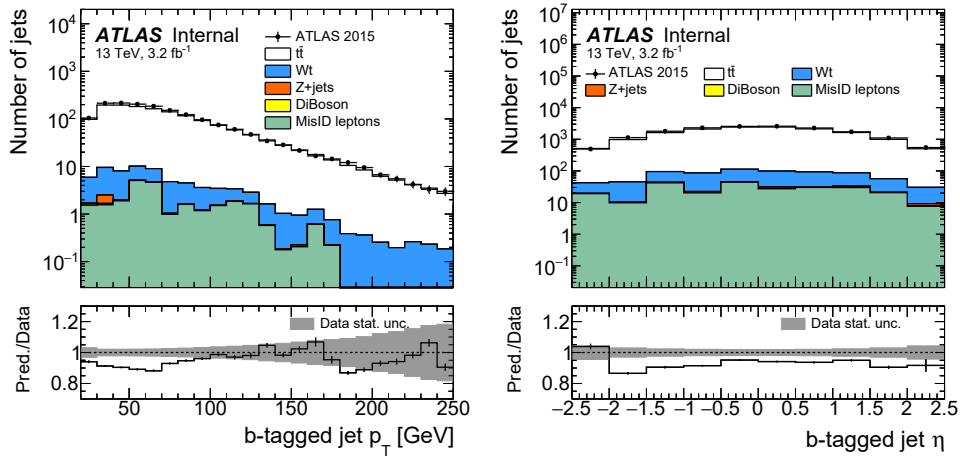 Number of jets
10⁴
10³
10²
10
1
10⁻¹
ATLAS Internal
13 TeV, 3.2 fb⁻¹
ATLAS 2015
tt̄
Wt
Z+jets
DiBoson
MisID leptons
Pred./Data
1.2
1
0.8
Data stat. unc.
50 100 150 200 250
b-tagged jet p_T [GeV]
Number of jets
10⁷
10⁶
10⁵
10⁴
10³
10²
10
1
10⁻¹
ATLAS Internal
13 TeV, 3.2 fb⁻¹
ATLAS 2015 tt̄ Wt
Z+jets DiBoson MisID leptons
Pred./Data
1.2
1
0.8
Data stat. unc.
−2.5 −2 −1.5 −1 −0.5 0 0.5 1 1.5 2 2.5
b-tagged jet η